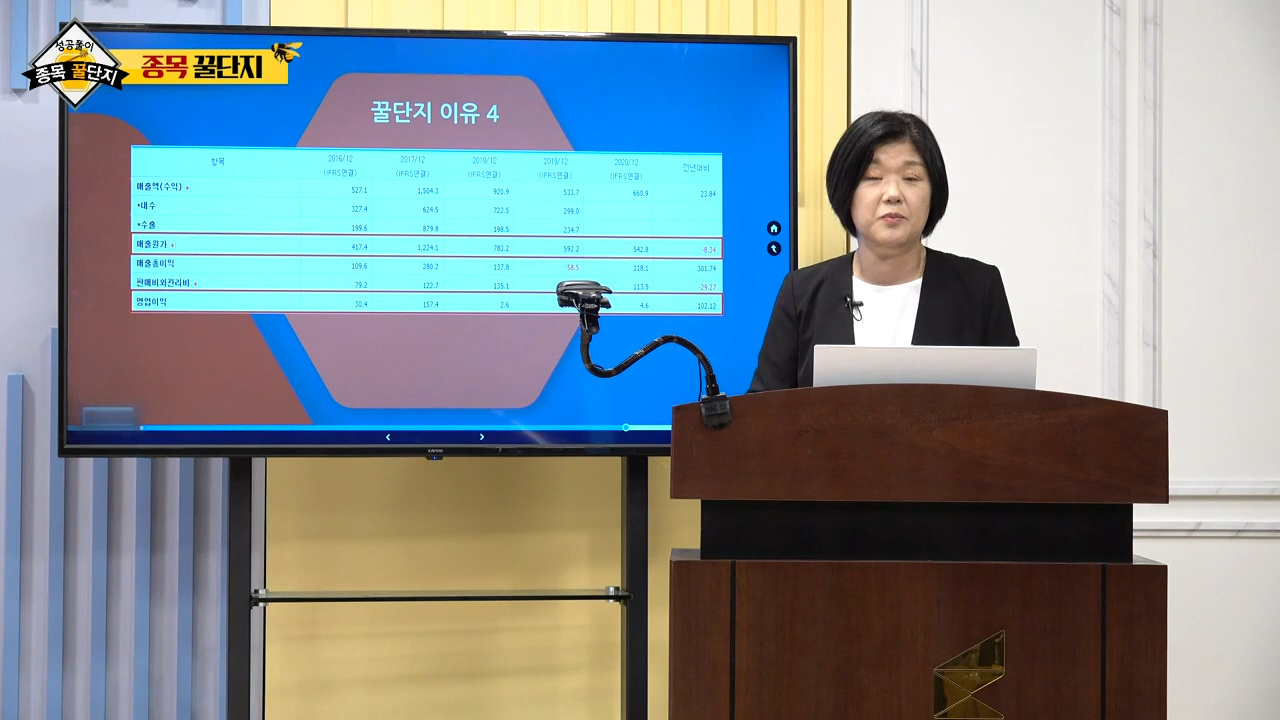 성공풀이
종목 꿀단지
종목 꿀단지
꿀단지 이유 4
항목 2016/12 (IFRS연결) 2017/12 (IFRS연결) 2018/12 (IFRS연결) 2019/12 (IFRS연결) 2020/12 (IFRS연결) 전년대비
매출액(수익) + 527.1 1,504.3 920.9 533.7 660.9 23.84
*내수 327.4 624.5 722.5 299.0
*수출 199.6 879.8 198.5 234.7
매출원가 + 417.4 1,224.1 783.2 592.2 542.8 -8.34
매출총이익 109.6 280.2 137.8 -58.5 118.1 301.74
판매비와관리비 + 79.2 122.7 135.1 113.5 -29.27
영업이익 30.4 157.4 2.6 4.6 102.12